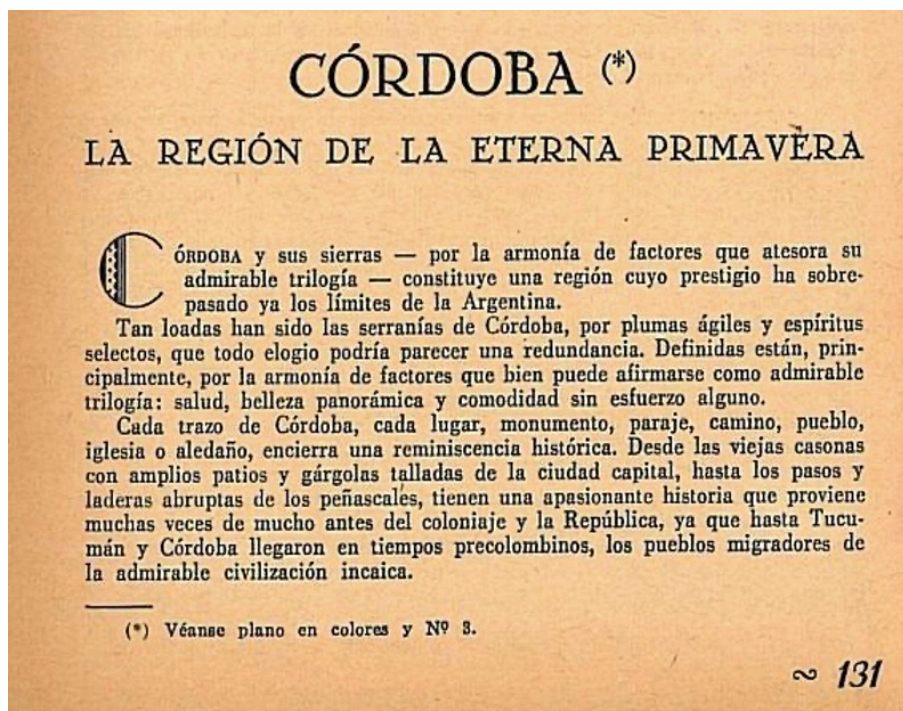 CÓRDOBA (*)
LA REGIÓN DE LA ETERNA PRIMAVERA
CÓRDOBA y sus sierras — por la armonía de factores que atesora su
admirable trilogía — constituye una región cuyo prestigio ha sobre-
pasado ya los límites de la Argentina.
Tan loadas han sido las serranías de Córdoba, por plumas ágiles y espíritus
selectos, que todo elogio podría parecer una redundancia. Definidas están, prin-
cipalmente, por la armonía de factores que bien puede afirmarse como admirable
trilogía: salud, belleza panorámica y comodidad sin esfuerzo alguno.
Cada trazo de Córdoba, cada lugar, monumento, paraje, camino, pueblo,
iglesia o aledaño, encierra una reminiscencia histórica. Desde las viejas casonas
con amplios patios y gárgolas talladas de la ciudad capital, hasta los pasos y
laderas abruptas de los peñascales, tienen una apasionante historia que proviene
muchas veces de mucho antes del coloniaje y la República, ya que hasta Tucu-
mán y Córdoba llegaron en tiempos precolombinos, los pueblos migradores de
la admirable civilización incaica.
(*) Véanse plano en colores y Nº 3.
~ 131